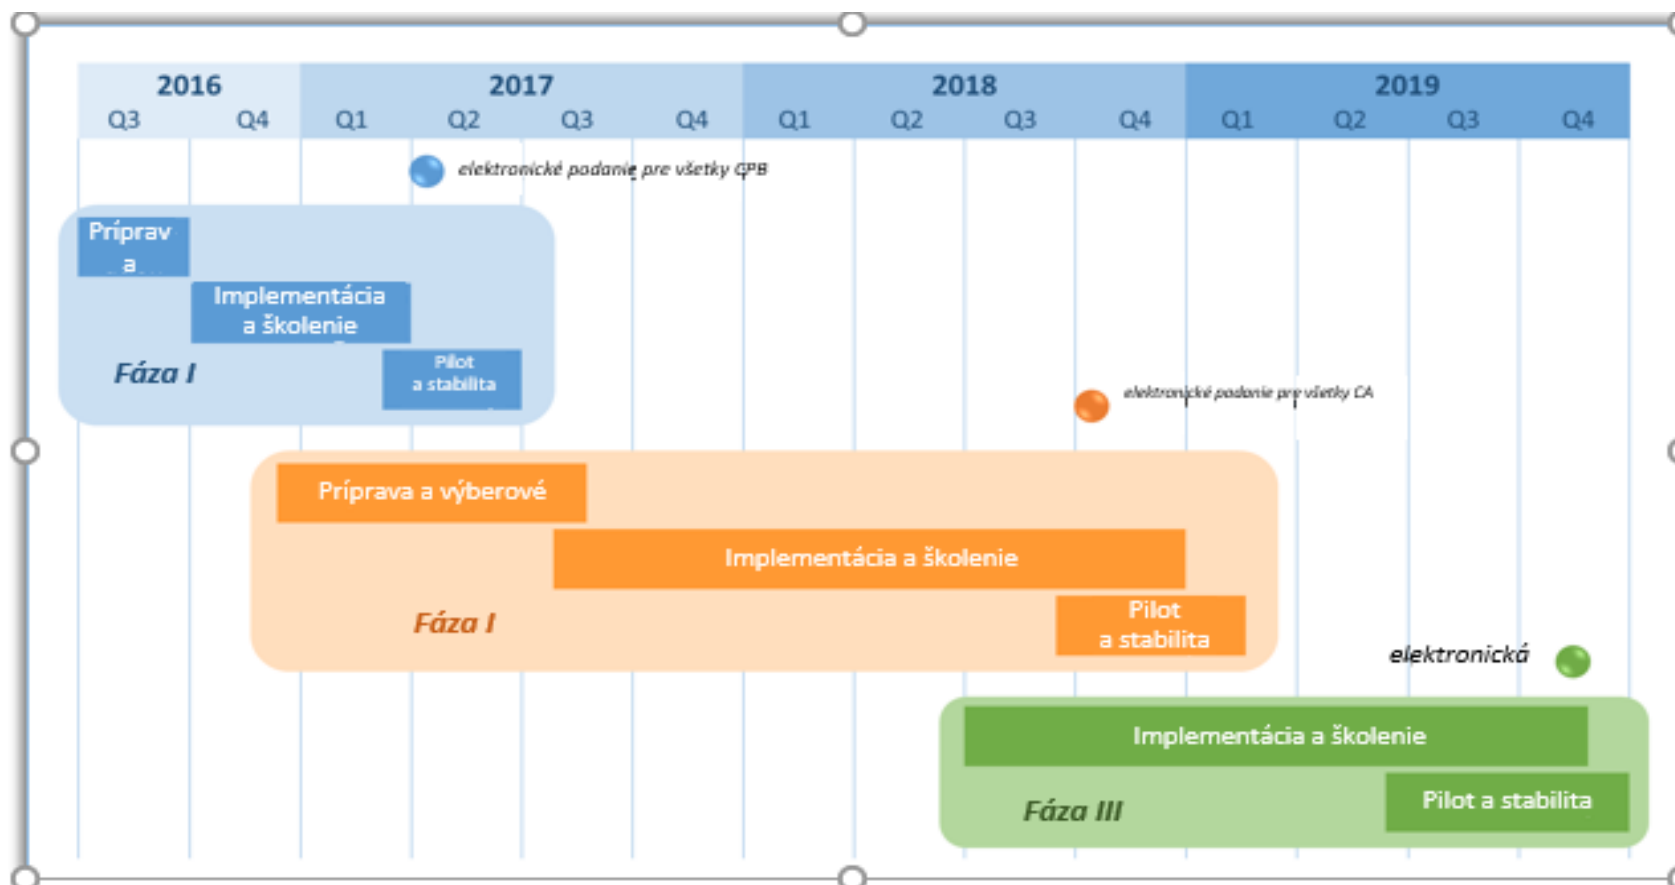 2016 2017 2018 2019
Q3 Q4 Q1 Q2 Q3 Q4 Q1 Q2 Q3 Q4 Q1 Q2 Q3 Q4
elektronické podanie pre všetky CPB
Príprav
a
Implementácia
a školenie
Pilot
a stabilita
Fáza I
elektronické podanie pre všetky CA
Príprava a výberové
Implementácia a školenie
Pilot
a stabilita
Fáza I
elektronická
Implementácia a školenie
Pilot a stabilita
Fáza III